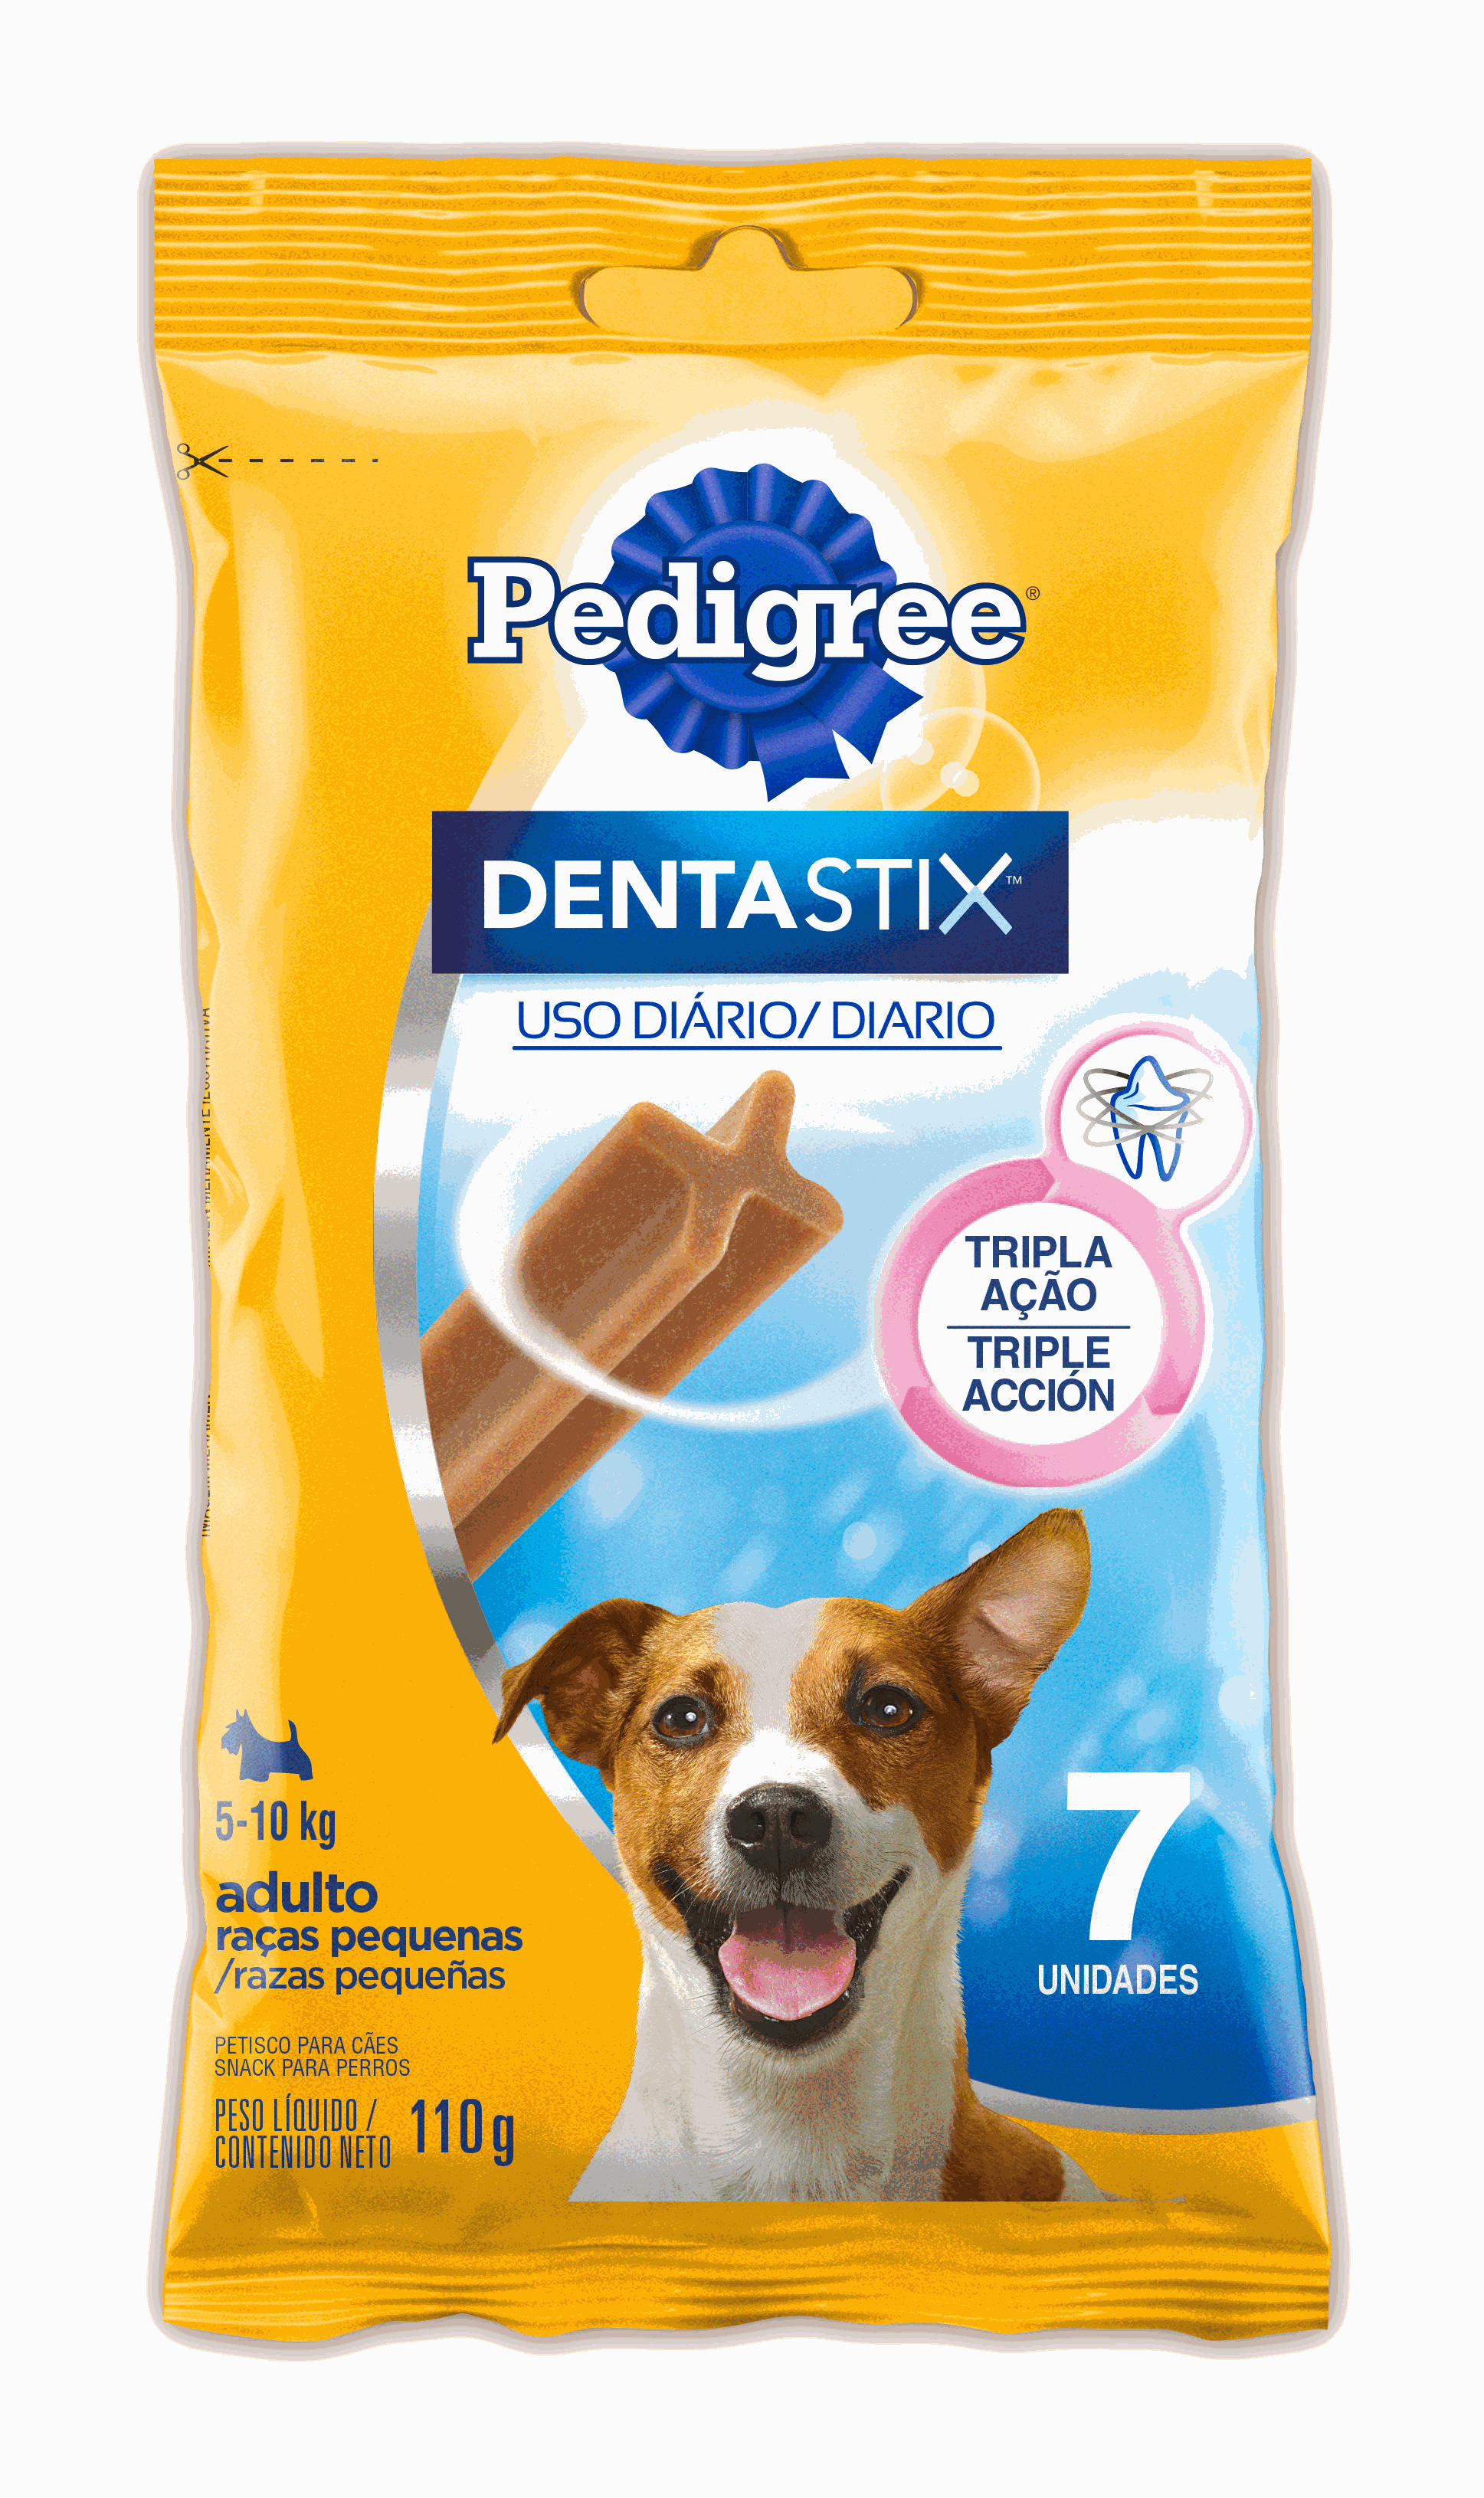 Pedigree®
DENTASTIX™
USO DIÁRIO/ DIARIO
TRIPLA
AÇÃO
TRIPLE
ACCIÓN
5-10 kg
adulto
raças pequenas
/razas pequeñas
7
UNIDADES
PETISCO PARA CÃES
SNACK PARA PERROS
PESO LÍQUIDO /
CONTENIDO NETO
110 g